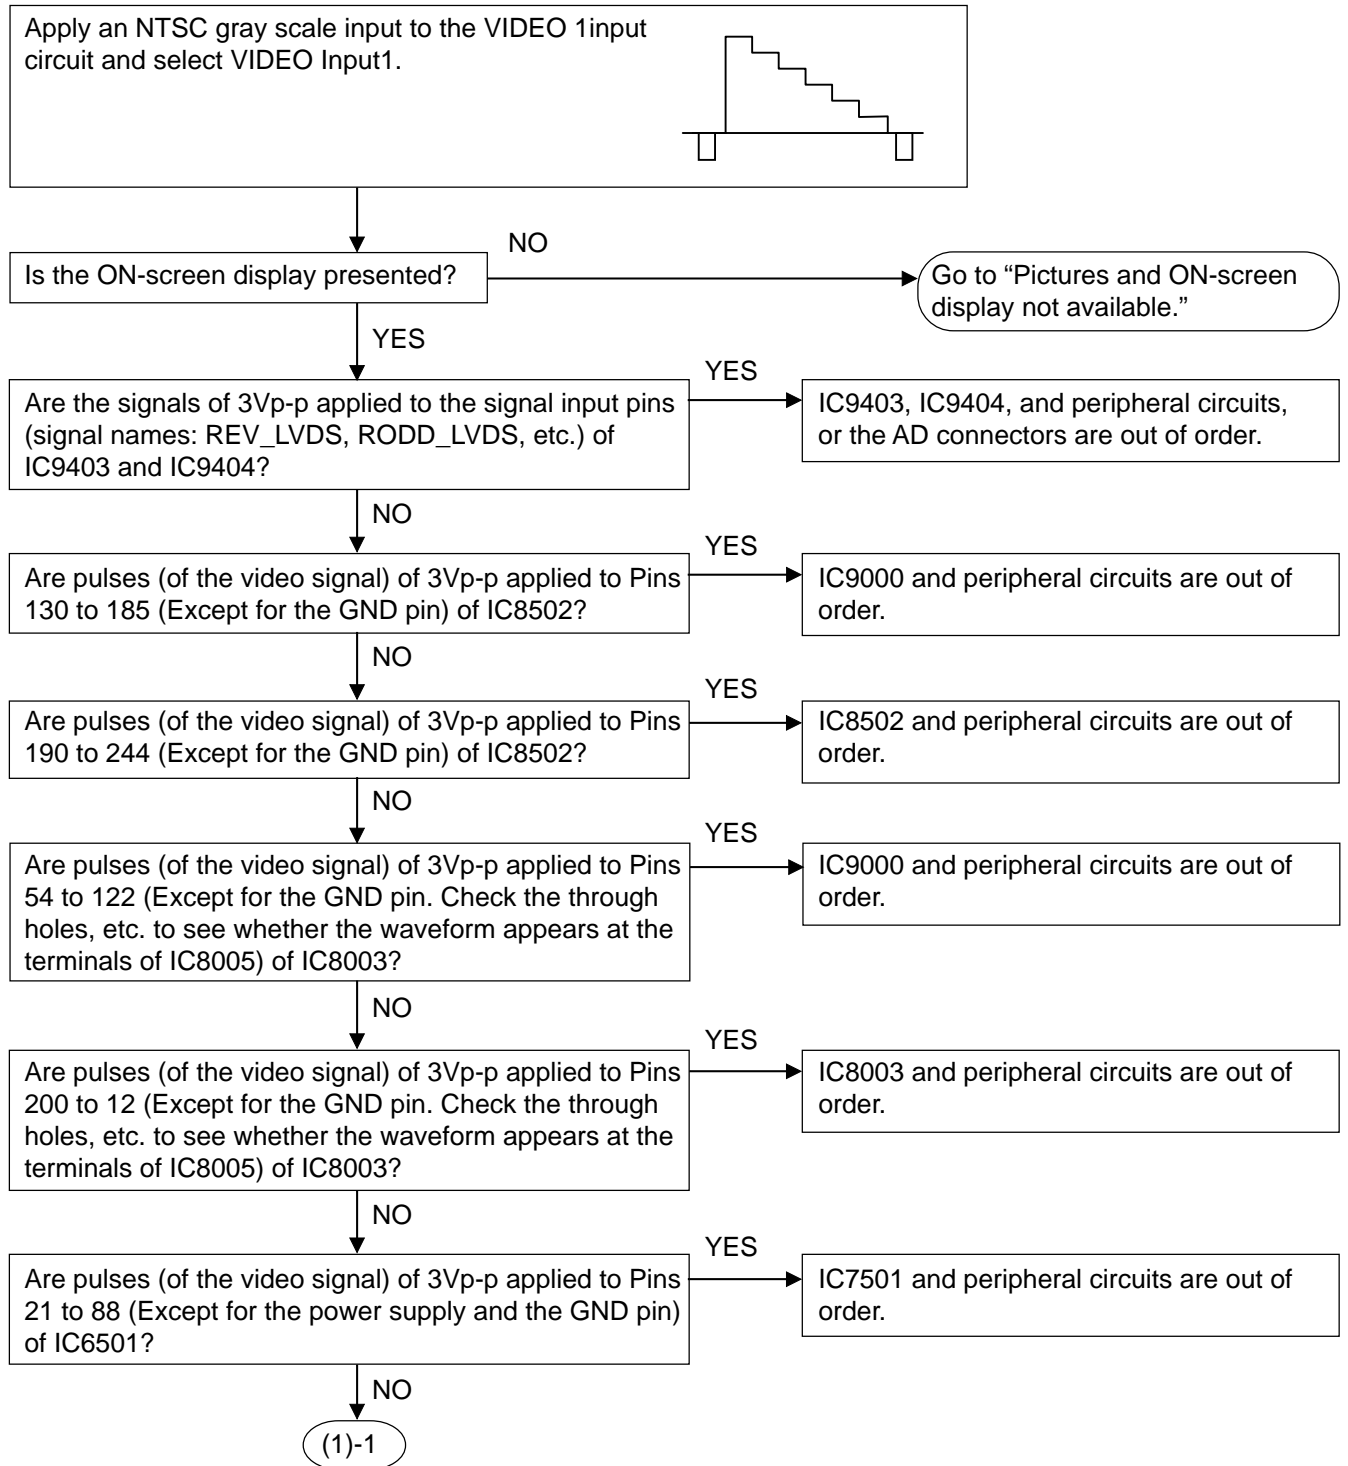 Apply an NTSC gray scale input to the VIDEO 1input
circuit and select VIDEO Input1.
NO
Is the ON-screen display presented?
Go to “Pictures and ON-screen
display not available.”
YES
YES
Are the signals of 3Vp-p applied to the signal input pins
(signal names: REV_LVDS, RODD_LVDS, etc.) of
IC9403 and IC9404?
IC9403, IC9404, and peripheral circuits,
or the AD connectors are out of order.
NO
YES
Are pulses (of the video signal) of 3Vp-p applied to Pins
130 to 185 (Except for the GND pin) of IC8502?
IC9000 and peripheral circuits are out of
order.
NO
YES
Are pulses (of the video signal) of 3Vp-p applied to Pins
190 to 244 (Except for the GND pin) of IC8502?
IC8502 and peripheral circuits are out of
order.
NO
YES
Are pulses (of the video signal) of 3Vp-p applied to Pins
54 to 122 (Except for the GND pin. Check the through
holes, etc. to see whether the waveform appears at the
terminals of IC8005) of IC8003?
IC9000 and peripheral circuits are out of
order.
NO
YES
Are pulses (of the video signal) of 3Vp-p applied to Pins
200 to 12 (Except for the GND pin. Check the through
holes, etc. to see whether the waveform appears at the
terminals of IC8005) of IC8003?
IC8003 and peripheral circuits are out of
order.
NO
YES
Are pulses (of the video signal) of 3Vp-p applied to Pins
21 to 88 (Except for the power supply and the GND pin)
of IC6501?
IC7501 and peripheral circuits are out of
order.
NO
(1)-1